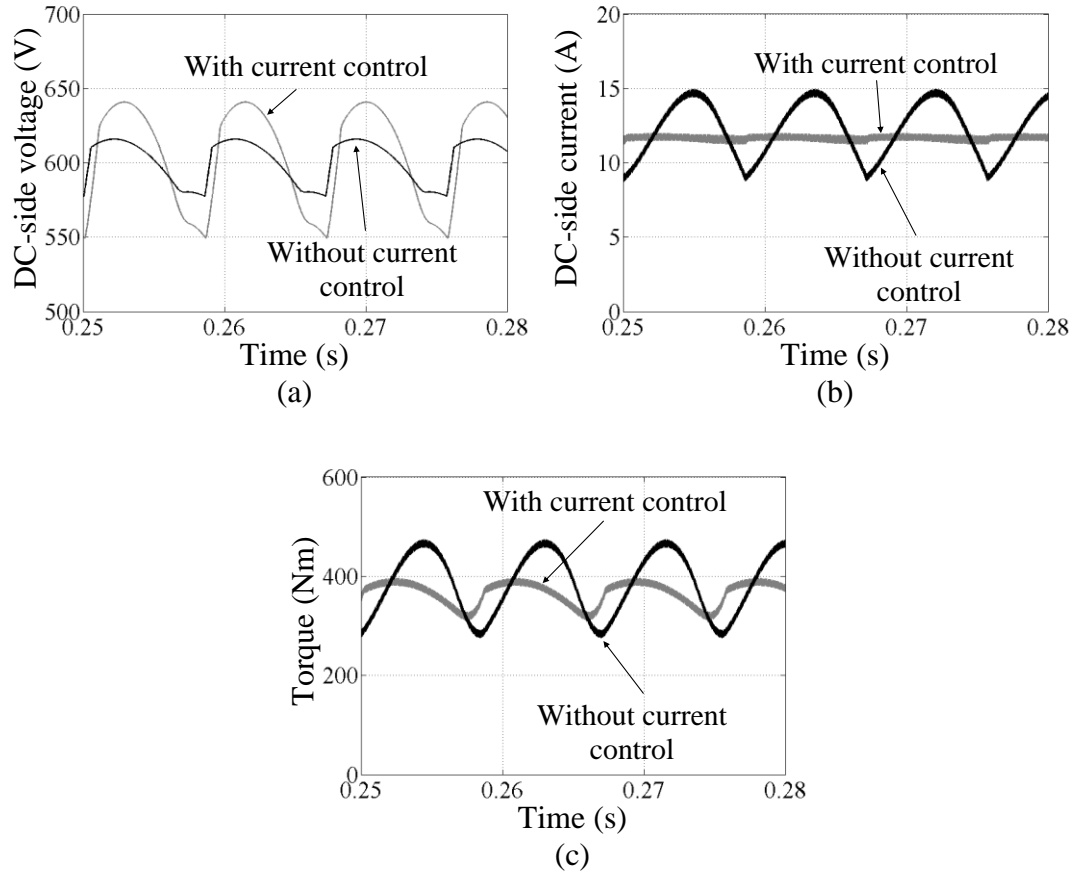 DC-side voltage (V)
700
650
600
550
500
With current control
Without current
control
0.25
0.26
0.27
0.28
Time (s)
(a)
DC-side current (A)
20
15
10
5
0
With current control
Without current
control
0.25
0.26
0.27
0.28
Time (s)
(b)
Torque (Nm)
600
400
200
0
With current control
Without current
control
0.25
0.26
0.27
0.28
Time (s)
(c)